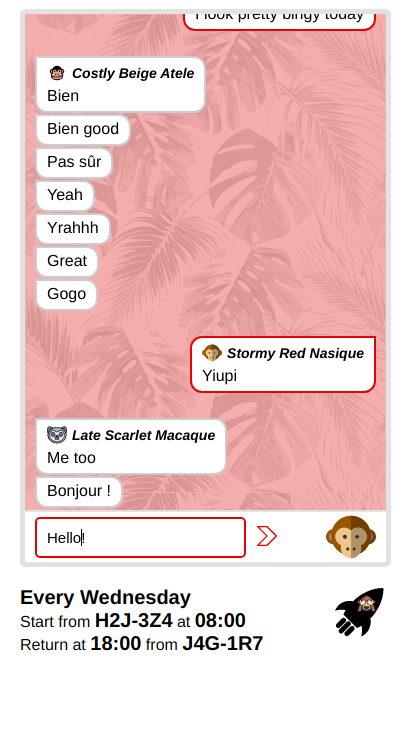 I look pretty bingy today
Costly Beige Atele
Bien
Bien good
Pas sûr
Yeah
Yrahhh
Great
Gogo
Stormy Red Nasique
Yiupi
Late Scarlet Macaque
Me too
Bonjour !
Hello!
Every Wednesday
Start from H2J-3Z4 at 08:00
Return at 18:00 from J4G-1R7